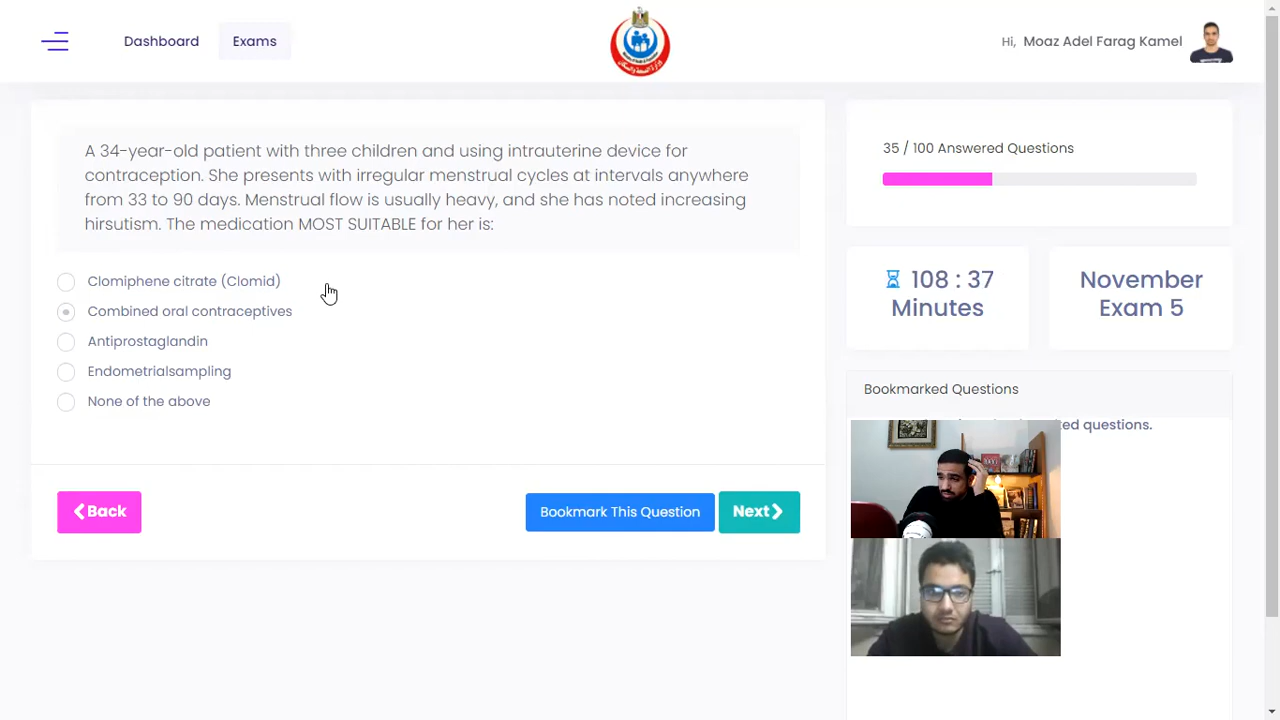 Dashboard
Exams
Hi, Moaz Adel Farag Kamel
A 34-year-old patient with three children and using intrauterine device for
contraception. She presents with irregular menstrual cycles at intervals anywhere
from 33 to 90 days. Menstrual flow is usually heavy, and she has noted increasing
hirsutism. The medication MOST SUITABLE for her is:
Clomiphene citrate (Clomid)
Combined oral contraceptives
Antiprostaglandin
Endometrialsampling
None of the above
Back
Bookmark This Question
Next
35 / 100 Answered Questions
108 : 37
Minutes
November
Exam 5
Bookmarked Questions
questions.